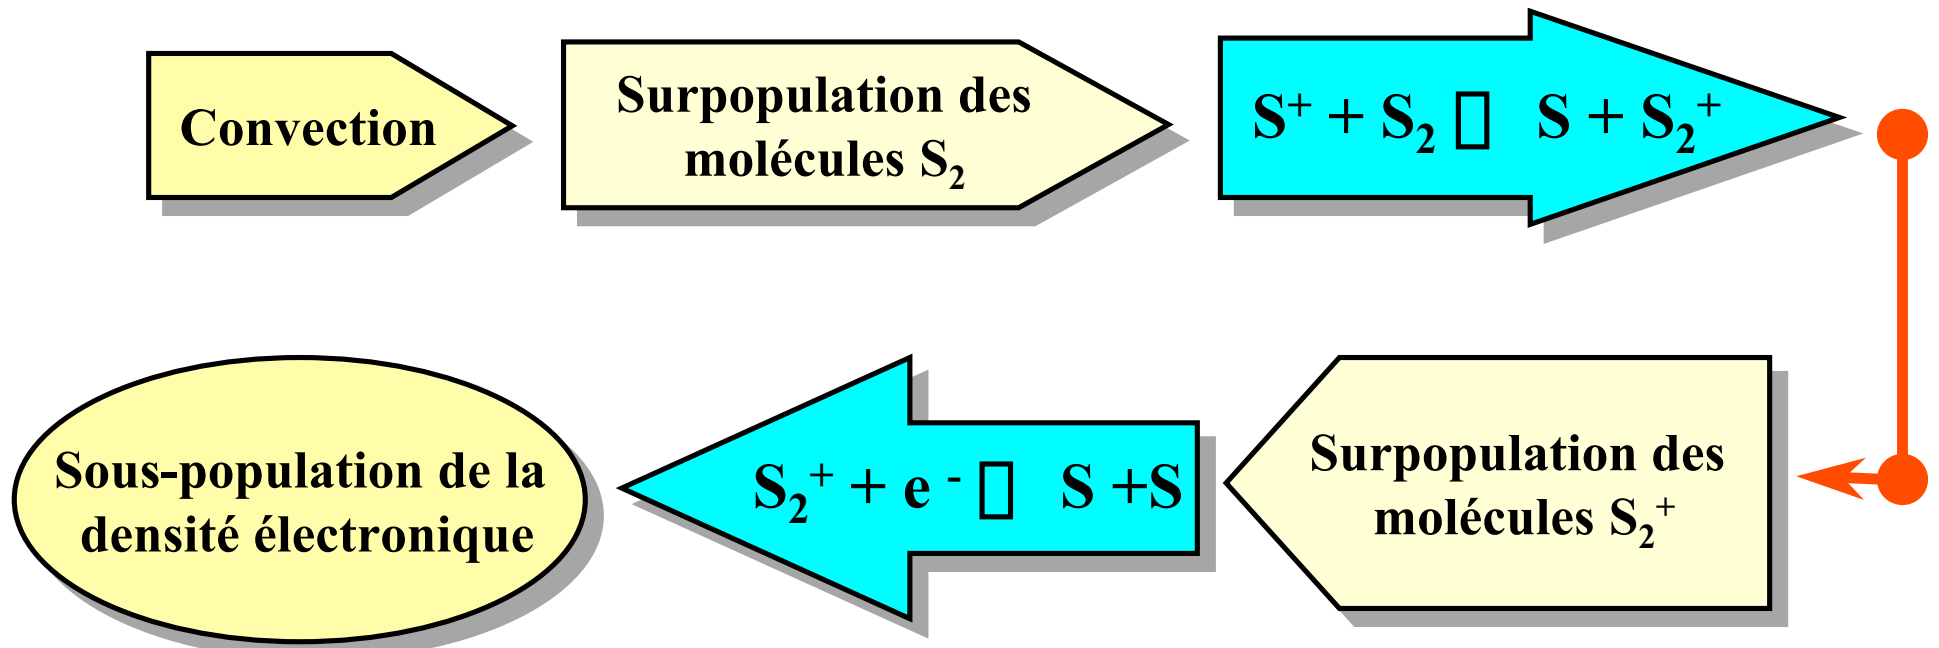 Convection
Surpopulation des
molécules S₂
S⁺ + S₂ ▯ S + S₂⁺
Surpopulation des
molécules S₂⁺
S₂⁺ + e ⁻ ▯ S +S
Sous-population de la
densité électronique